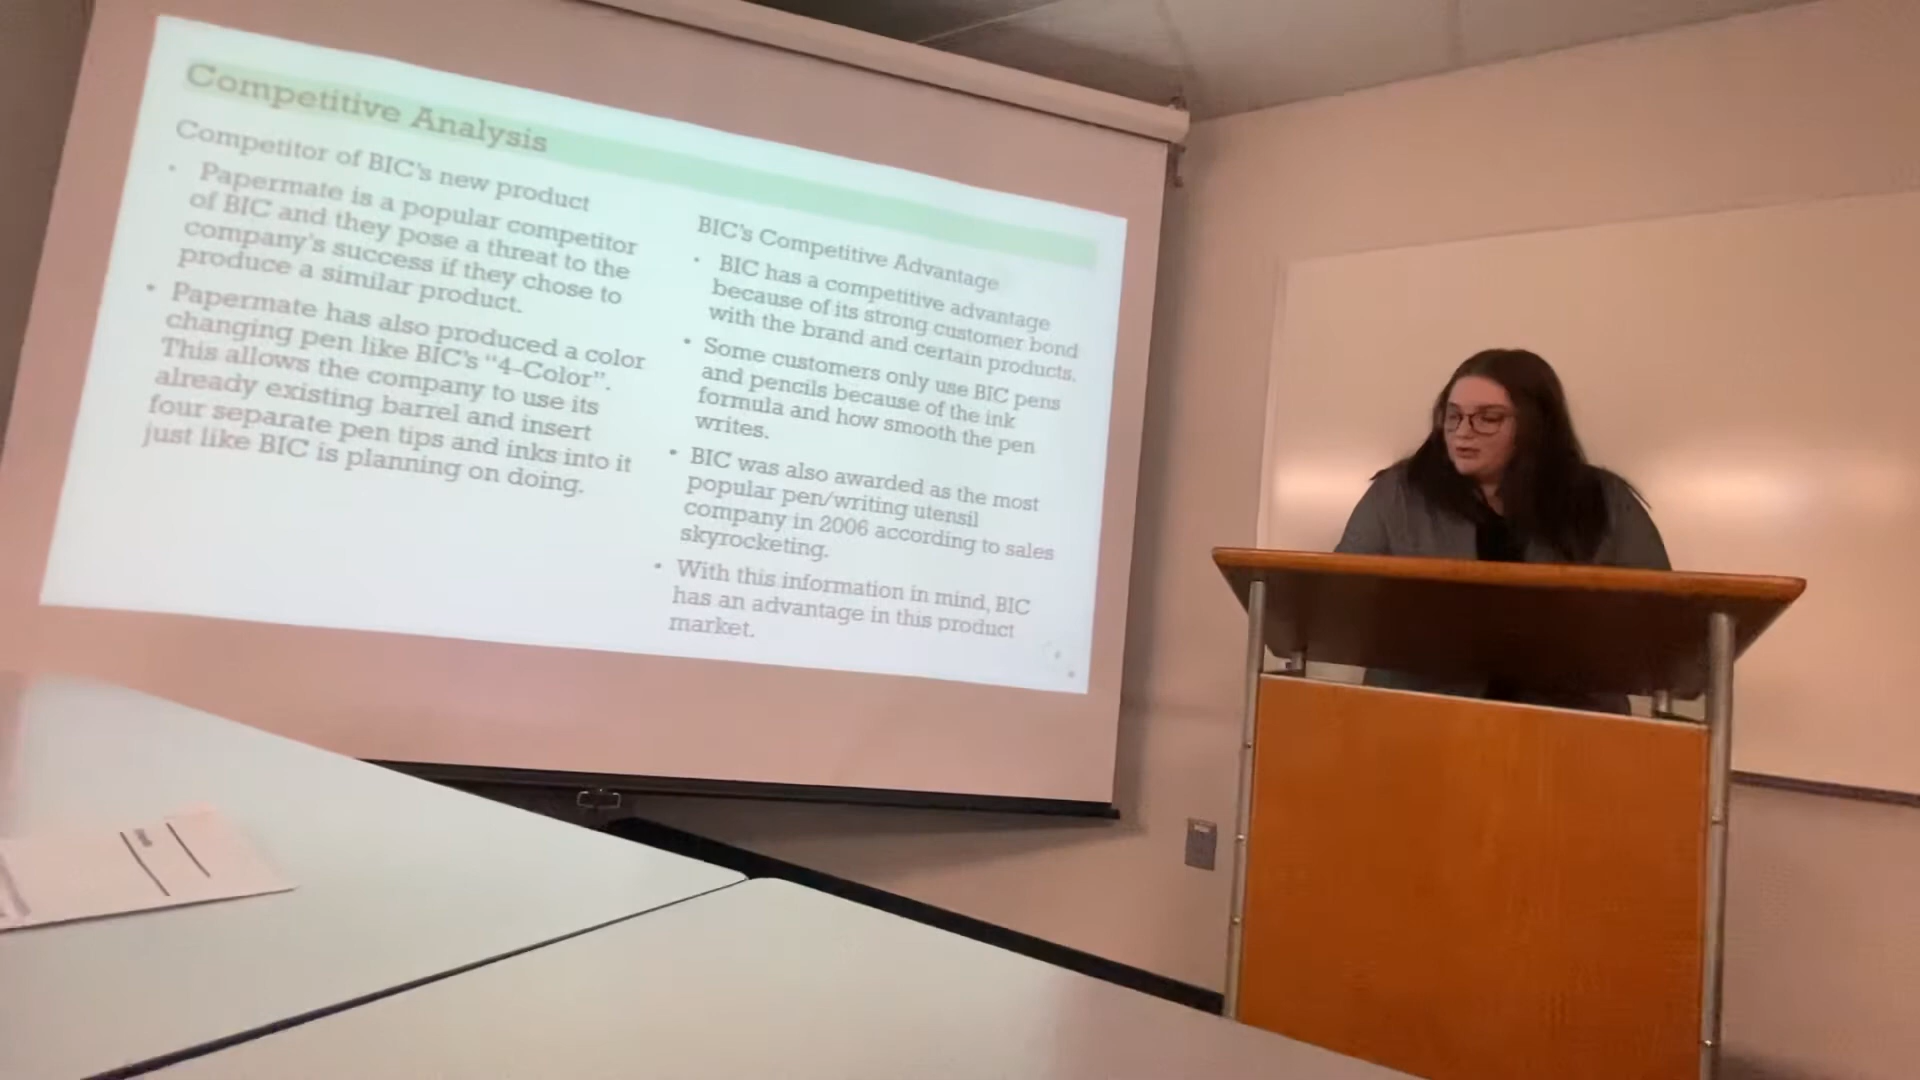 Competitive Analysis
Competitor of BIC's new product
• Papermate is a popular competitor
of BIC and they pose a threat to the
company's success if they chose to
produce a similar product.
• Papermate has also produced a color
changing pen like BIC's "4-Color".
This allows the company to use its
already existing barrel and insert
four separate pen tips and inks into it
just like BIC is planning on doing.
BIC's Competitive Advantage
• BIC has a competitive advantage
because of its strong customer bond
with the brand and certain products.
• Some customers only use BIC pens
and pencils because of the ink
formula and how smooth the pen
writes.
• BIC was also awarded as the most
popular pen/writing utensil
company in 2006 according to sales
skyrocketing.
• With this information in mind, BIC
has an advantage in this product
market.